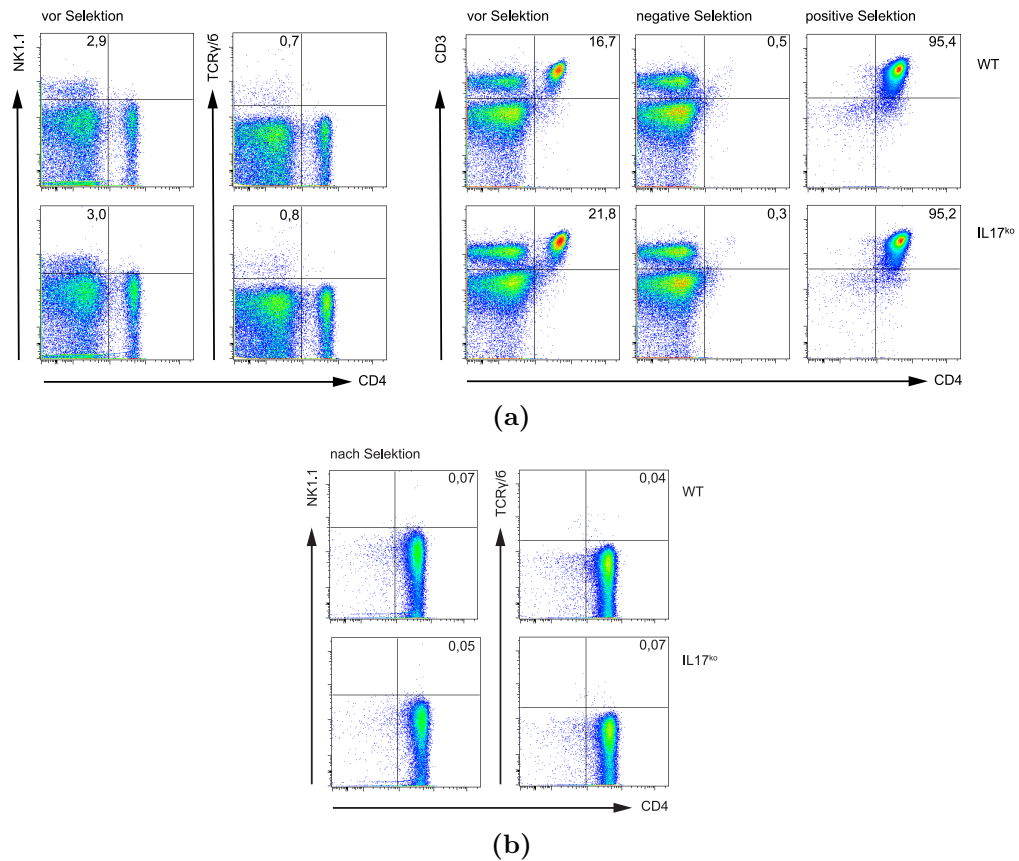 vor Selektion
vor Selektion
negative Selektion
positive Selektion
NK1.1
2,9
TCRγ/δ
0,7
CD3
16,7
0,5
95,4
WT
3,0
0,8
21,8
0,3
95,2
IL17ko
CD4
CD4
(a)
nach Selektion
NK1.1
0,07
TCRγ/δ
0,04
WT
0,05
0,07
IL17ko
CD4
(b)